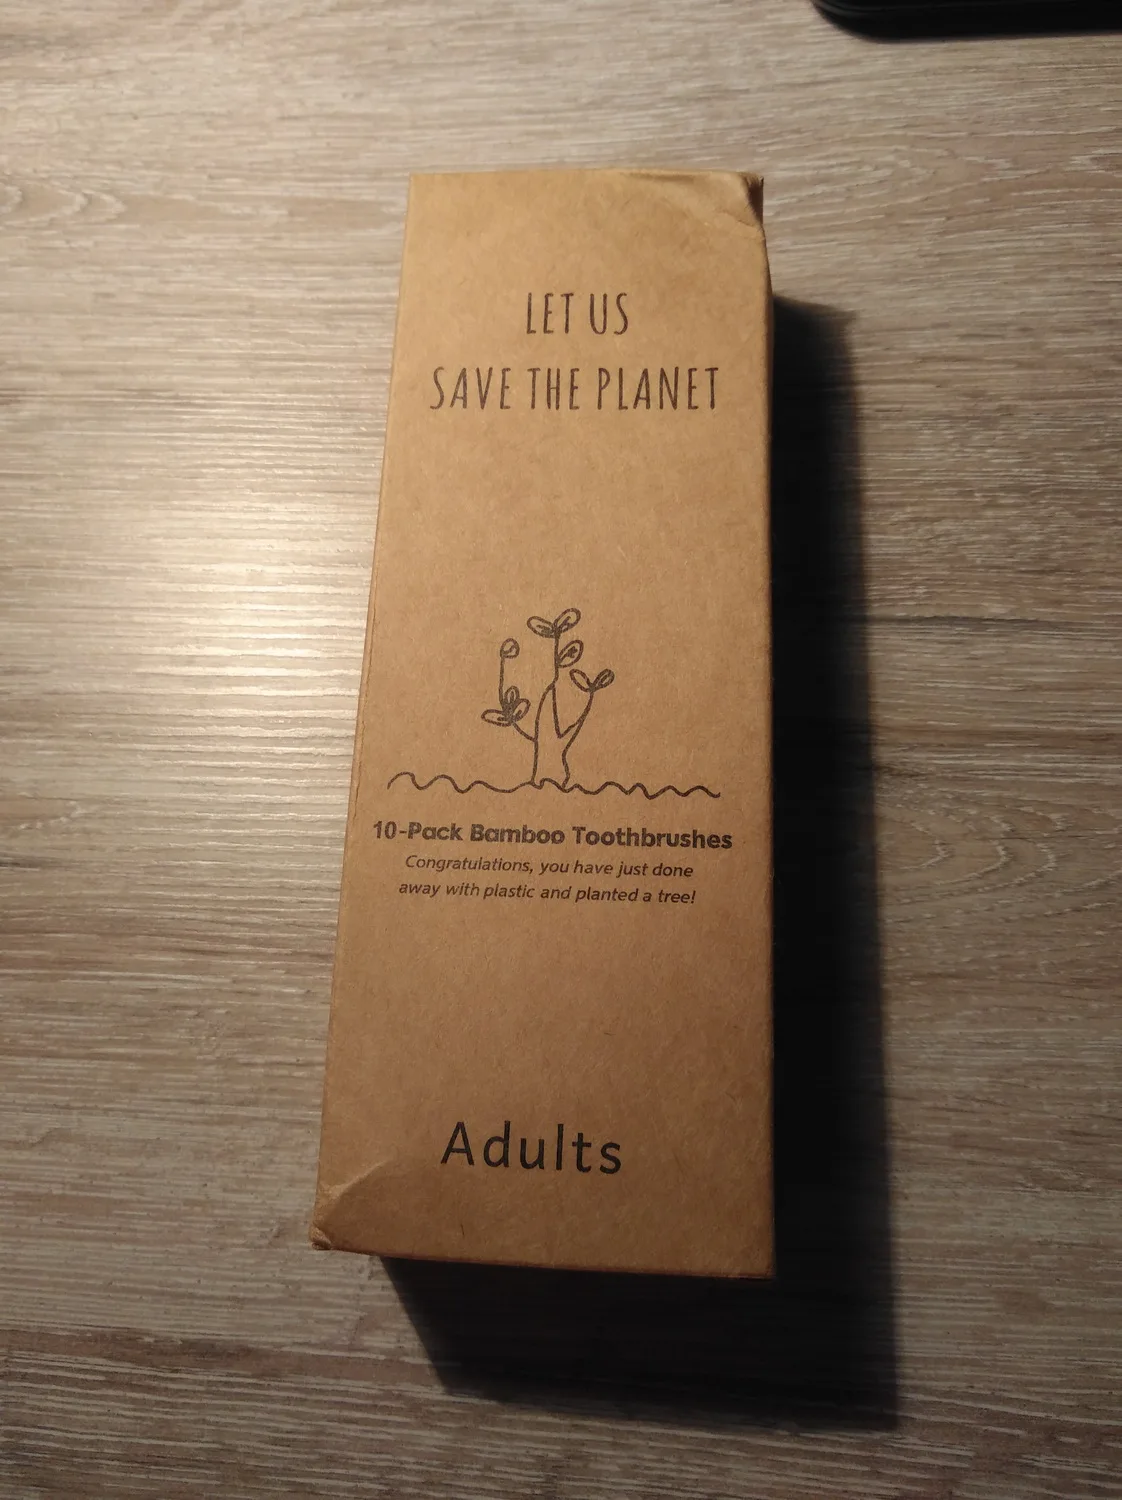 LET US
SAVE THE PLANET
10-Pack Bamboo Toothbrushes
Congratulations, you have just done
away with plastic and planted a tree!
Adults